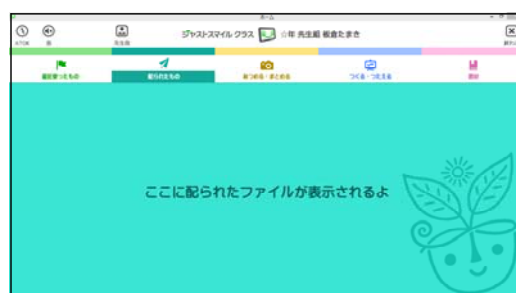 ホーム
ジャストスマイル クラス ☆年 先生組 板倉たまき
先生機
最近使ったもの 配られたもの あつめる・まとめる つくる・つたえる
ここに配られたファイルが表示されるよ